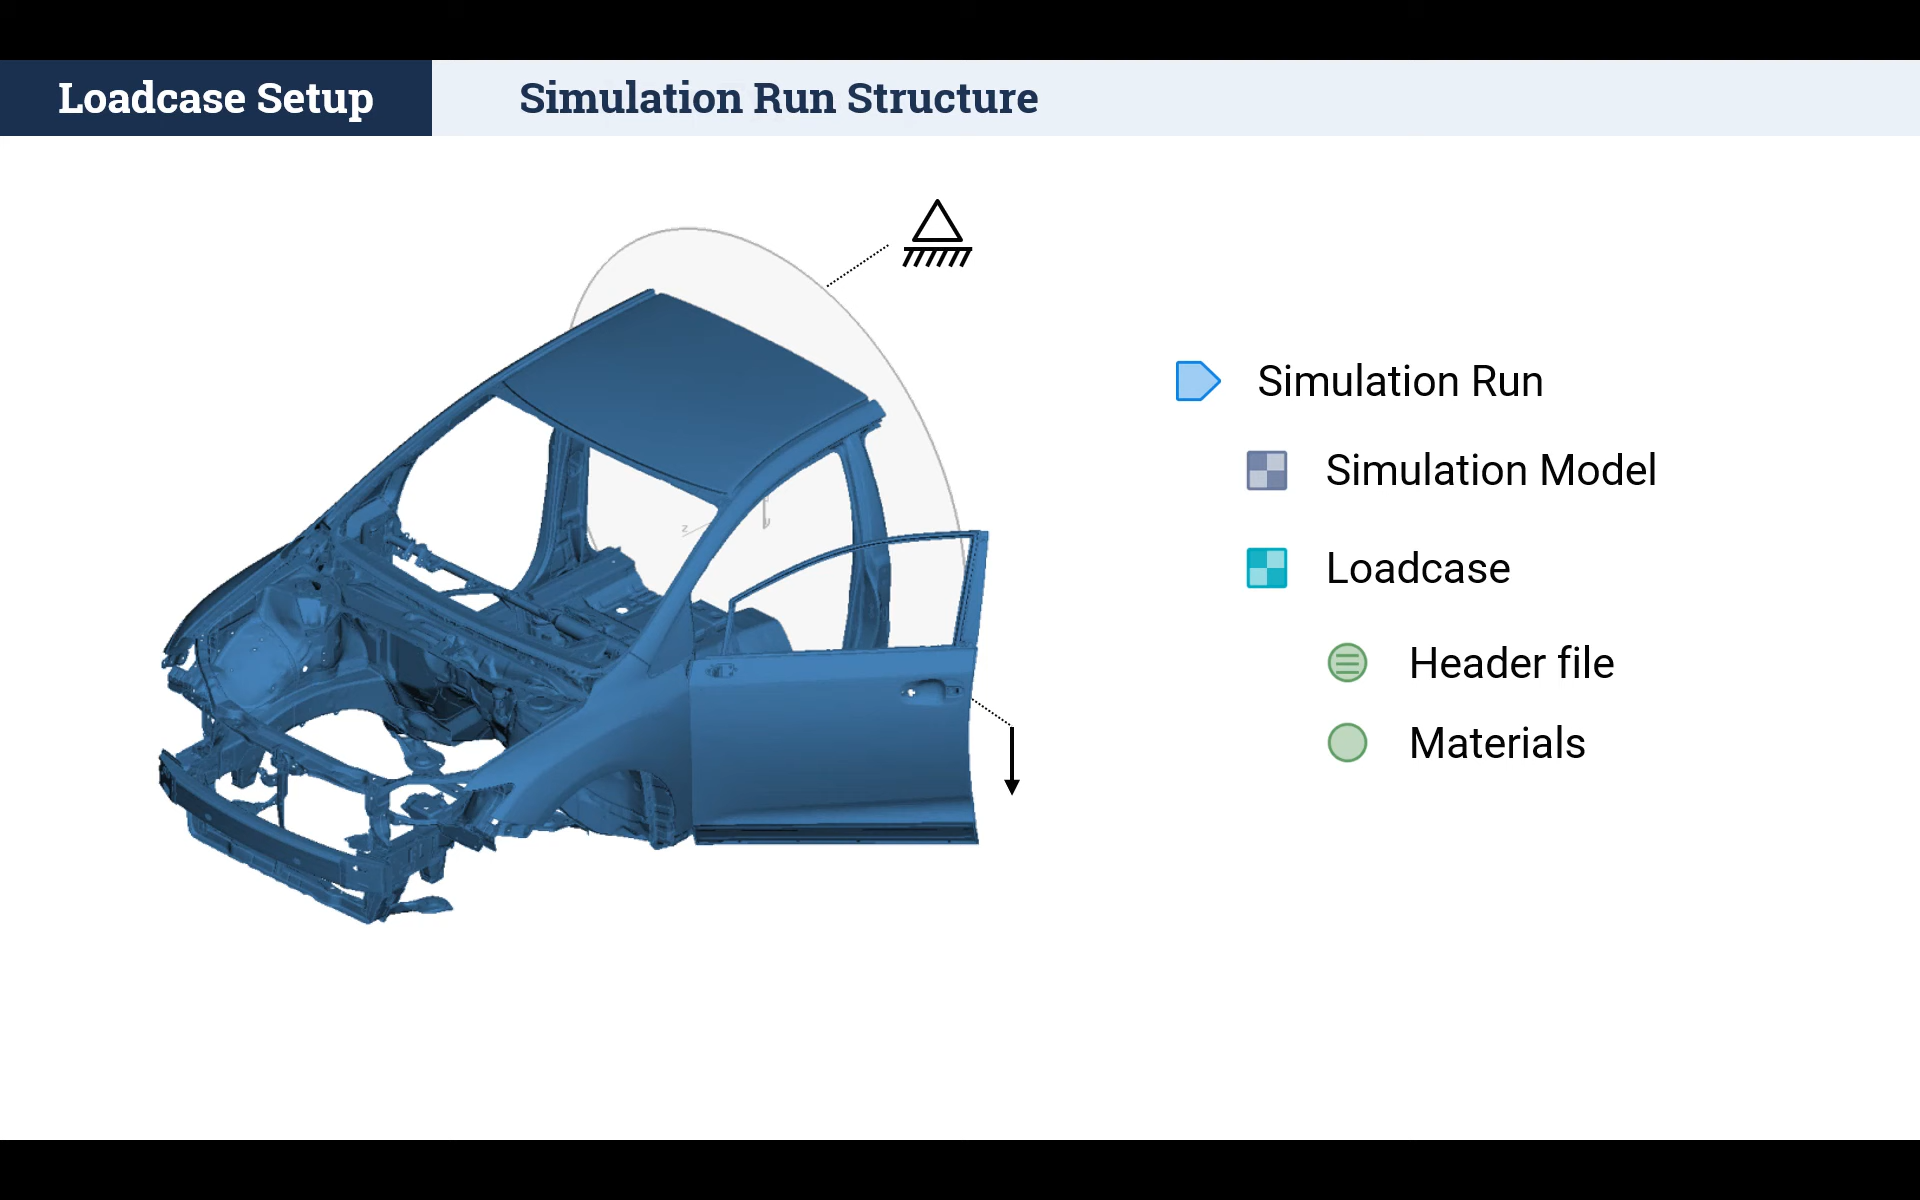 Loadcase Setup
Simulation Run Structure
z
Simulation Run
Simulation Model
Loadcase
Header file
Materials